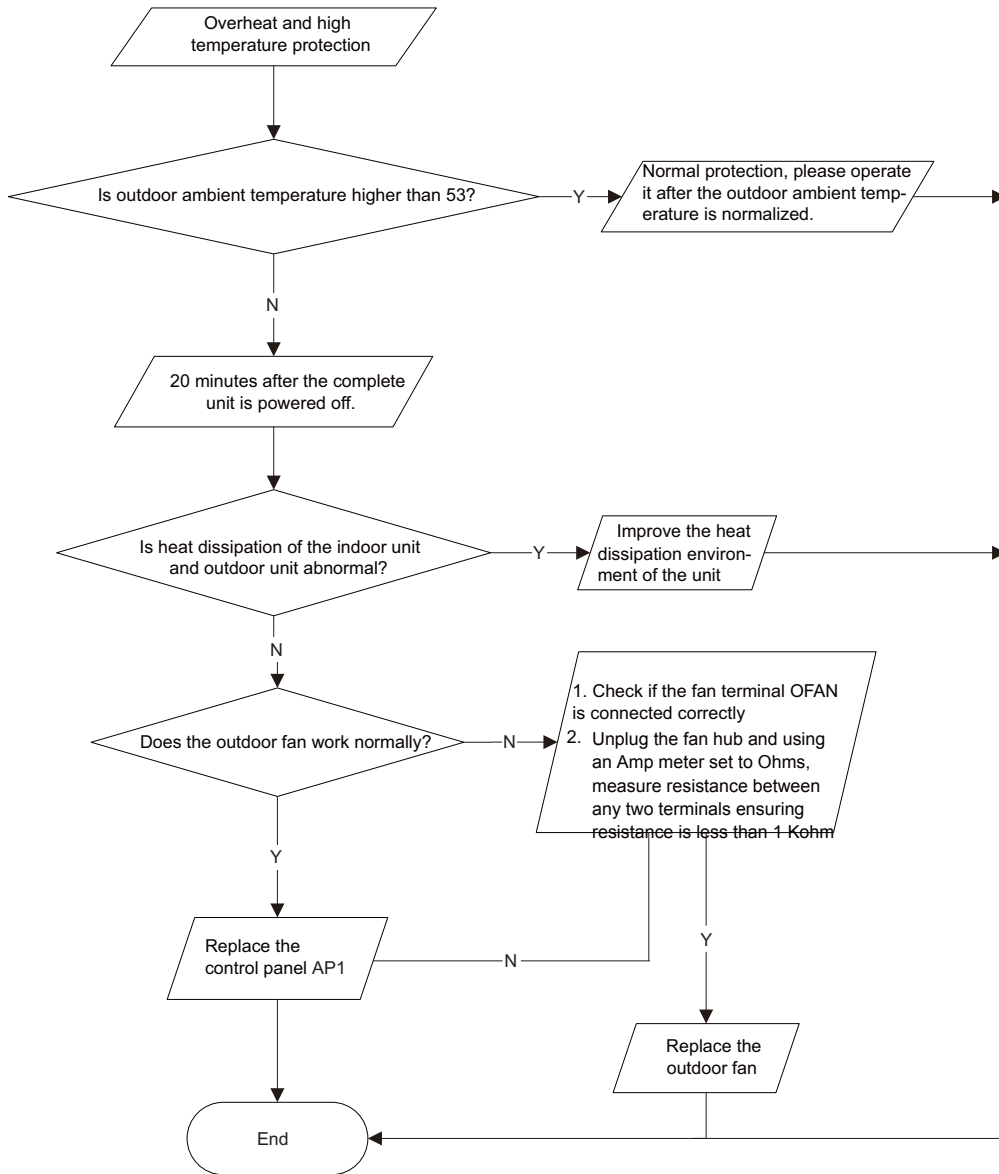 Overheat and high
temperature protection
Is outdoor ambient temperature higher than 53?
Y
Normal protection, please operate
it after the outdoor ambient temp-
erature is normalized.
N
20 minutes after the complete
unit is powered off.
Is heat dissipation of the indoor unit
and outdoor unit abnormal?
Y
Improve the heat
dissipation environ-
ment of the unit
N
Does the outdoor fan work normally?
N
1. Check if the fan terminal OFAN
is connected correctly
2. Unplug the fan hub and using
an Amp meter set to Ohms,
measure resistance between
any two terminals ensuring
resistance is less than 1 Kohm
Y
Replace the
control panel AP1
N
Y
Replace the
outdoor fan
End